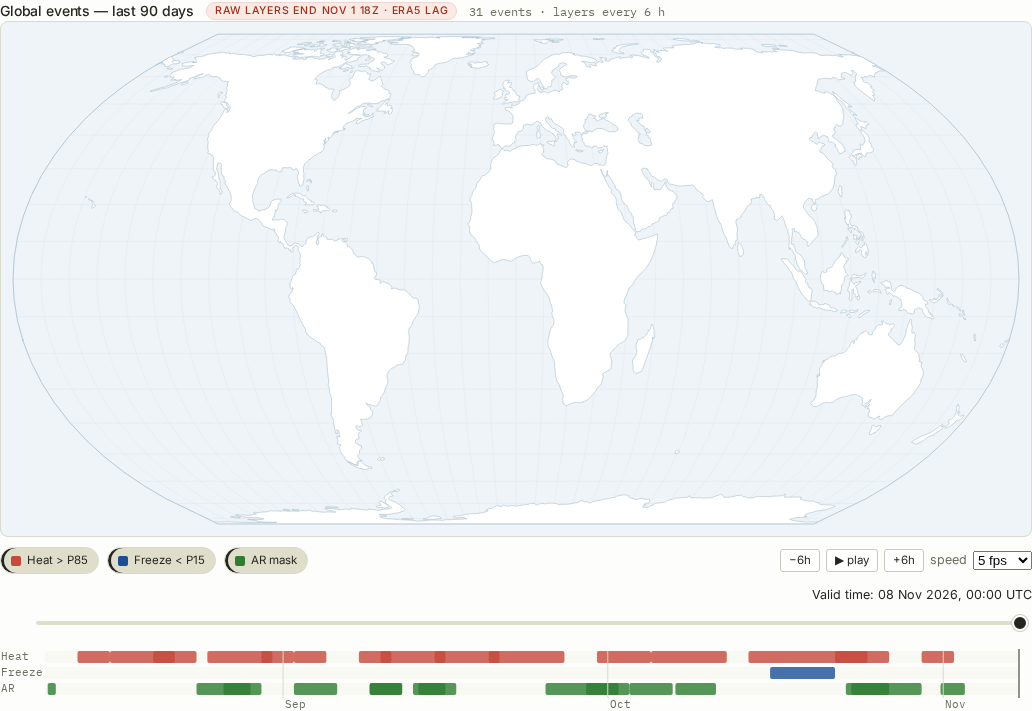 Global events — last 90 days RAW LAYERS END NOV 1 18Z · ERA5 LAG 31 events · layers every 6 h
Heat > P85 Freeze < P15 AR mask −6h ▶ play +6h speed 5 fps
Valid time: 08 Nov 2026, 00:00 UTC
Heat
Freeze
AR
Sep Oct Nov